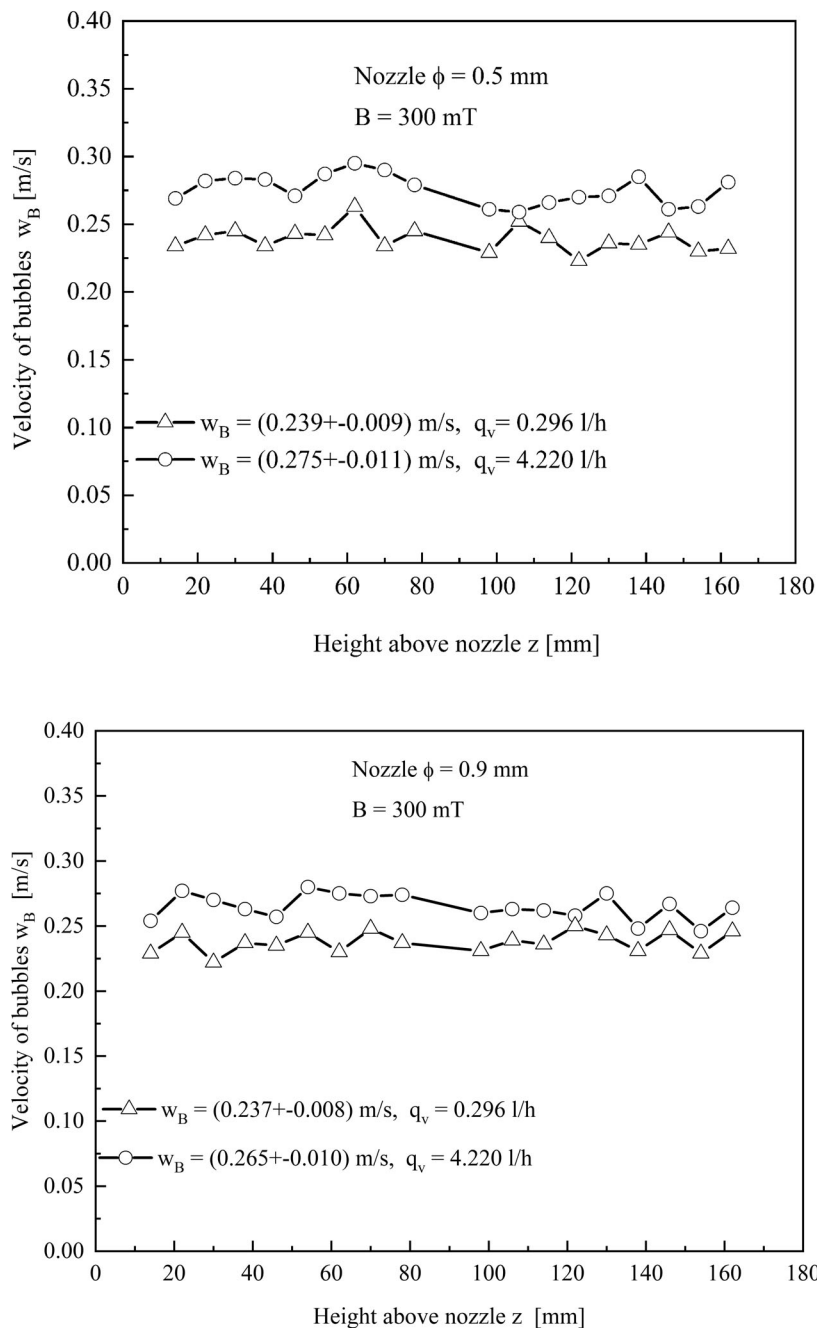 0.40
0.35
0.30
0.25
0.20
0.15
0.10
0.05
0.00
Velocity of bubbles w_B [m/s]
Nozzle ϕ = 0.5 mm
B = 300 mT
w_B = (0.239+-0.009) m/s, q_v= 0.296 l/h
w_B = (0.275+-0.011) m/s, q_v= 4.220 l/h
0 20 40 60 80 100 120 140 160 180
Height above nozzle z [mm]
0.40
0.35
0.30
0.25
0.20
0.15
0.10
0.05
0.00
Velocity of bubbles w_B [m/s]
Nozzle ϕ = 0.9 mm
B = 300 mT
w_B = (0.237+-0.008) m/s, q_v = 0.296 l/h
w_B = (0.265+-0.010) m/s, q_v = 4.220 l/h
0 20 40 60 80 100 120 140 160 180
Height above nozzle z [mm]